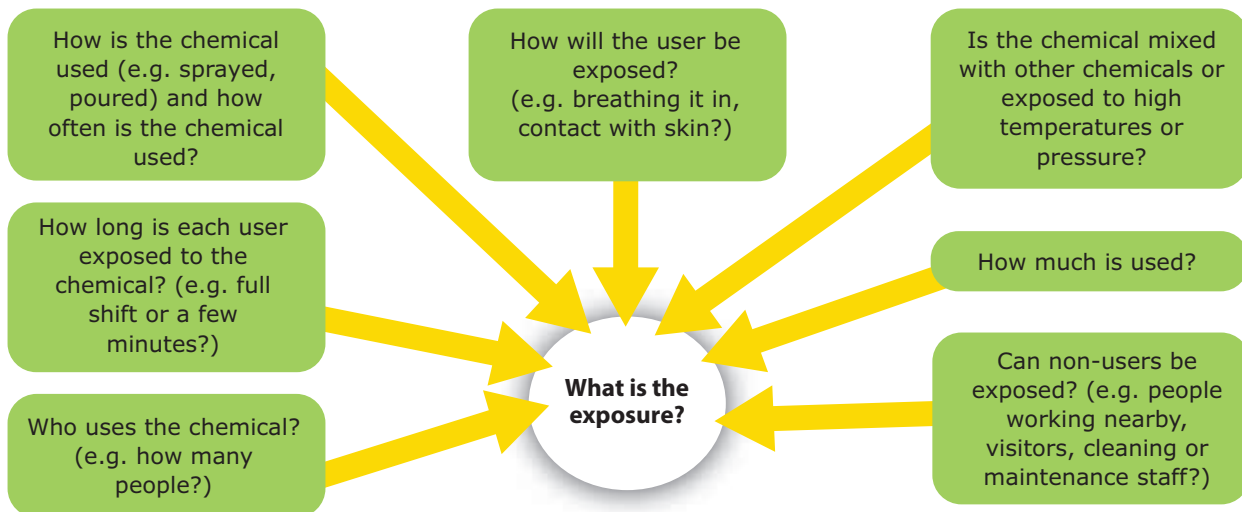 How is the chemical
used (e.g. sprayed,
poured) and how
often is the chemical
used?
How will the user be
exposed?
(e.g. breathing it in,
contact with skin?)
Is the chemical mixed
with other chemicals or
exposed to high
temperatures or
pressure?
How long is each user
exposed to the
chemical? (e.g. full
shift or a few
minutes?)
How much is used?
Who uses the chemical?
(e.g. how many
people?)
What is the
exposure?
Can non-users be
exposed? (e.g. people
working nearby,
visitors, cleaning or
maintenance staff?)